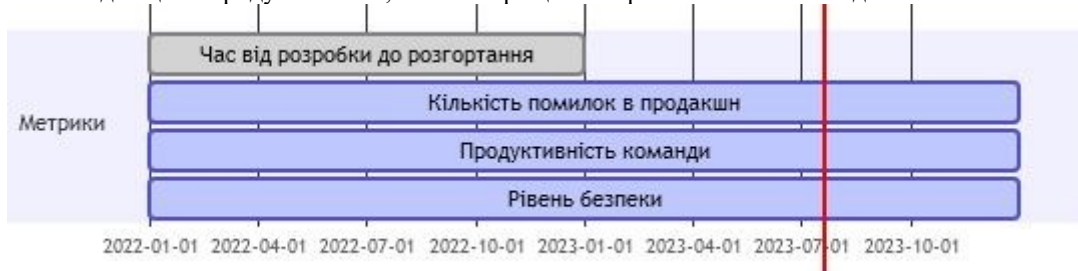 Час від розробки до розгортання
Кількість помилок в продакшн
Метрики
Продуктивність команди
Рівень безпеки
2022-01-01 2022-04-01 2022-07-01 2022-10-01 2023-01-01 2023-04-01 2023-07-01 2023-10-01